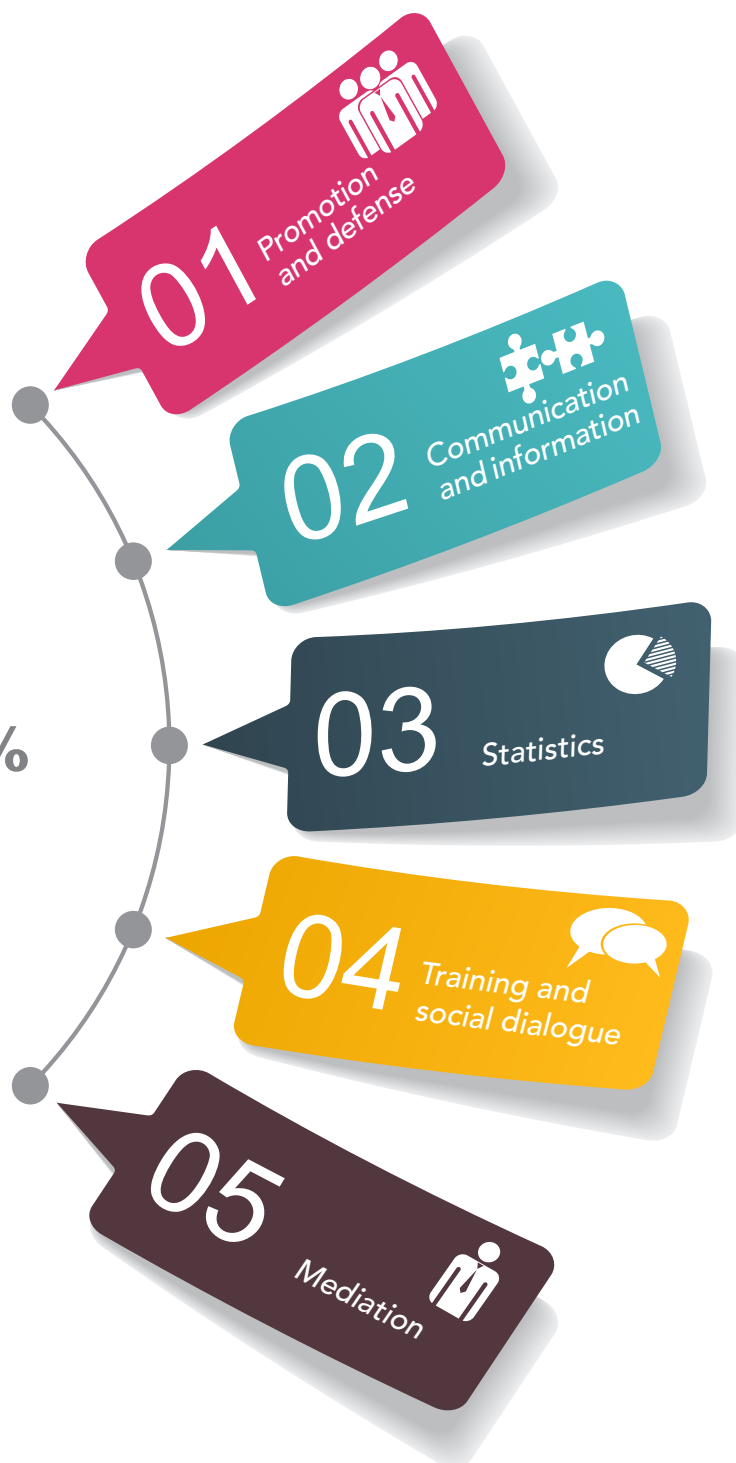 01
Promotion
and defense
02
Communication
and information
03
Statistics
%
04
Training and
social dialogue
05
Mediation